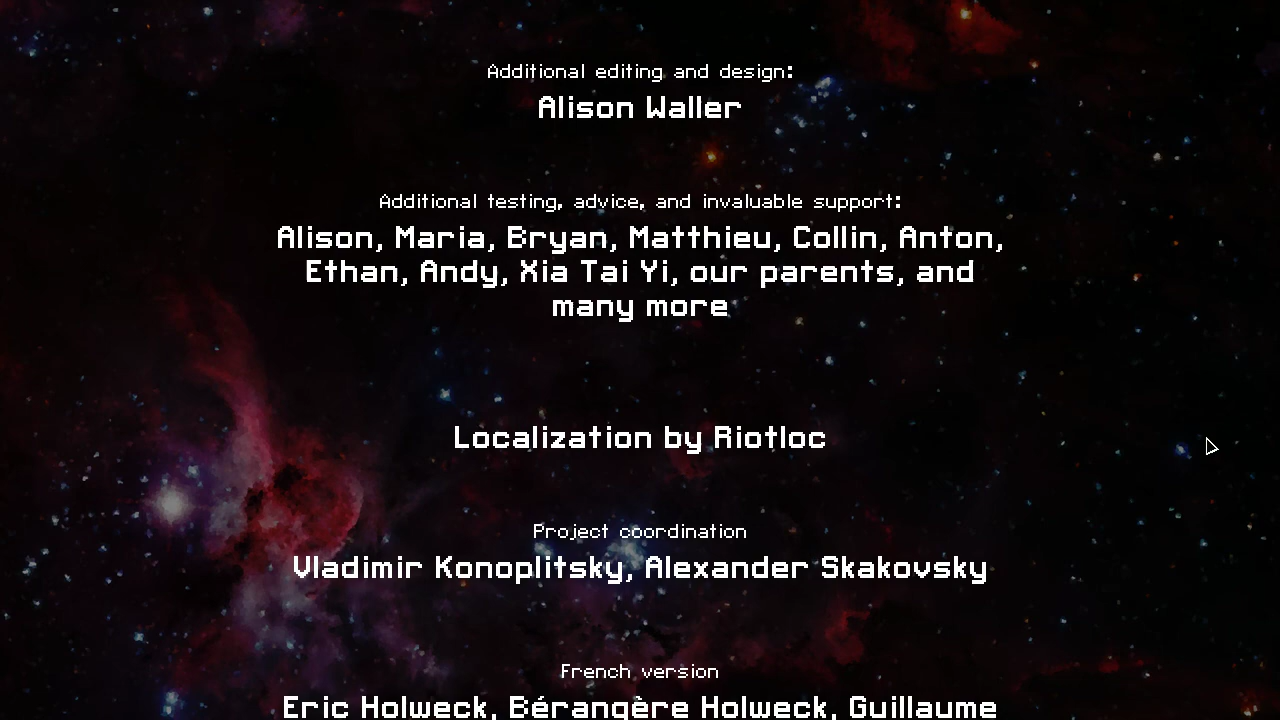 Additional editing and design:
Alison Waller
Additional testing, advice, and invaluable support:
Alison, Maria, Bryan, Matthieu, Collin, Anton,
Ethan, Andy, Xia Tai Yi, our parents, and
many more
Localization by Riotloc
Project coordination
Vladimir Konoplitsky, Alexander Skakovsky
French version
Eric Holweck, Bérangère Holweck, Guillaume